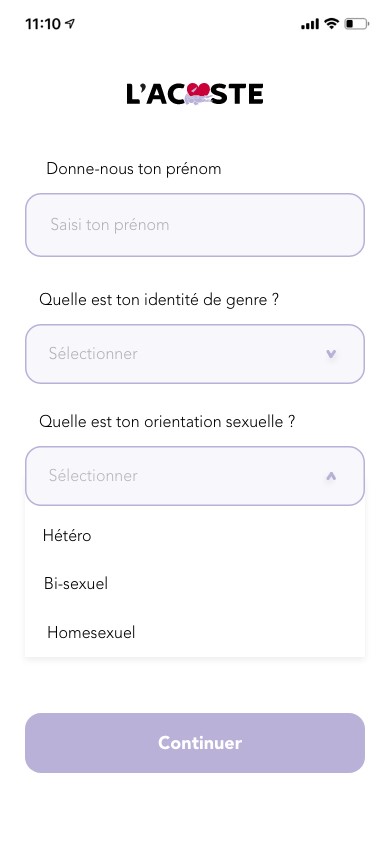 11:10
L'ACOSTE
Donne-nous ton prénom
Saisi ton prénom
Quelle est ton identité de genre ?
Sélectionner
Quelle est ton orientation sexuelle ?
Sélectionner
Hétéro
Bi-sexuel
Homesexuel
Continuer